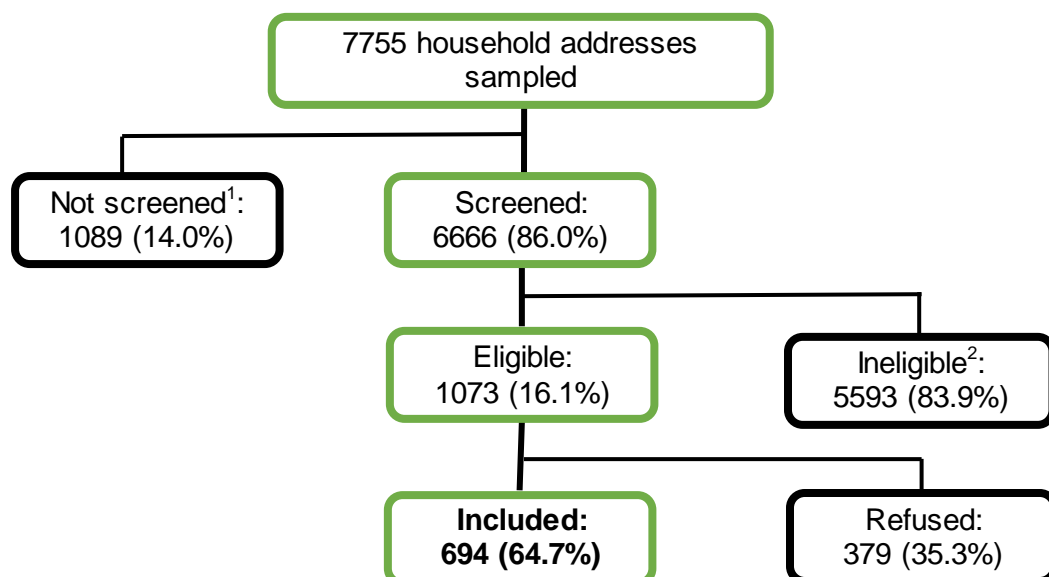 7755 household addresses
sampled
Not screened¹:
1089 (14.0%)
Screened:
6666 (86.0%)
Eligible:
1073 (16.1%)
Ineligible²:
5593 (83.9%)
Included:
694 (64.7%)
Refused:
379 (35.3%)